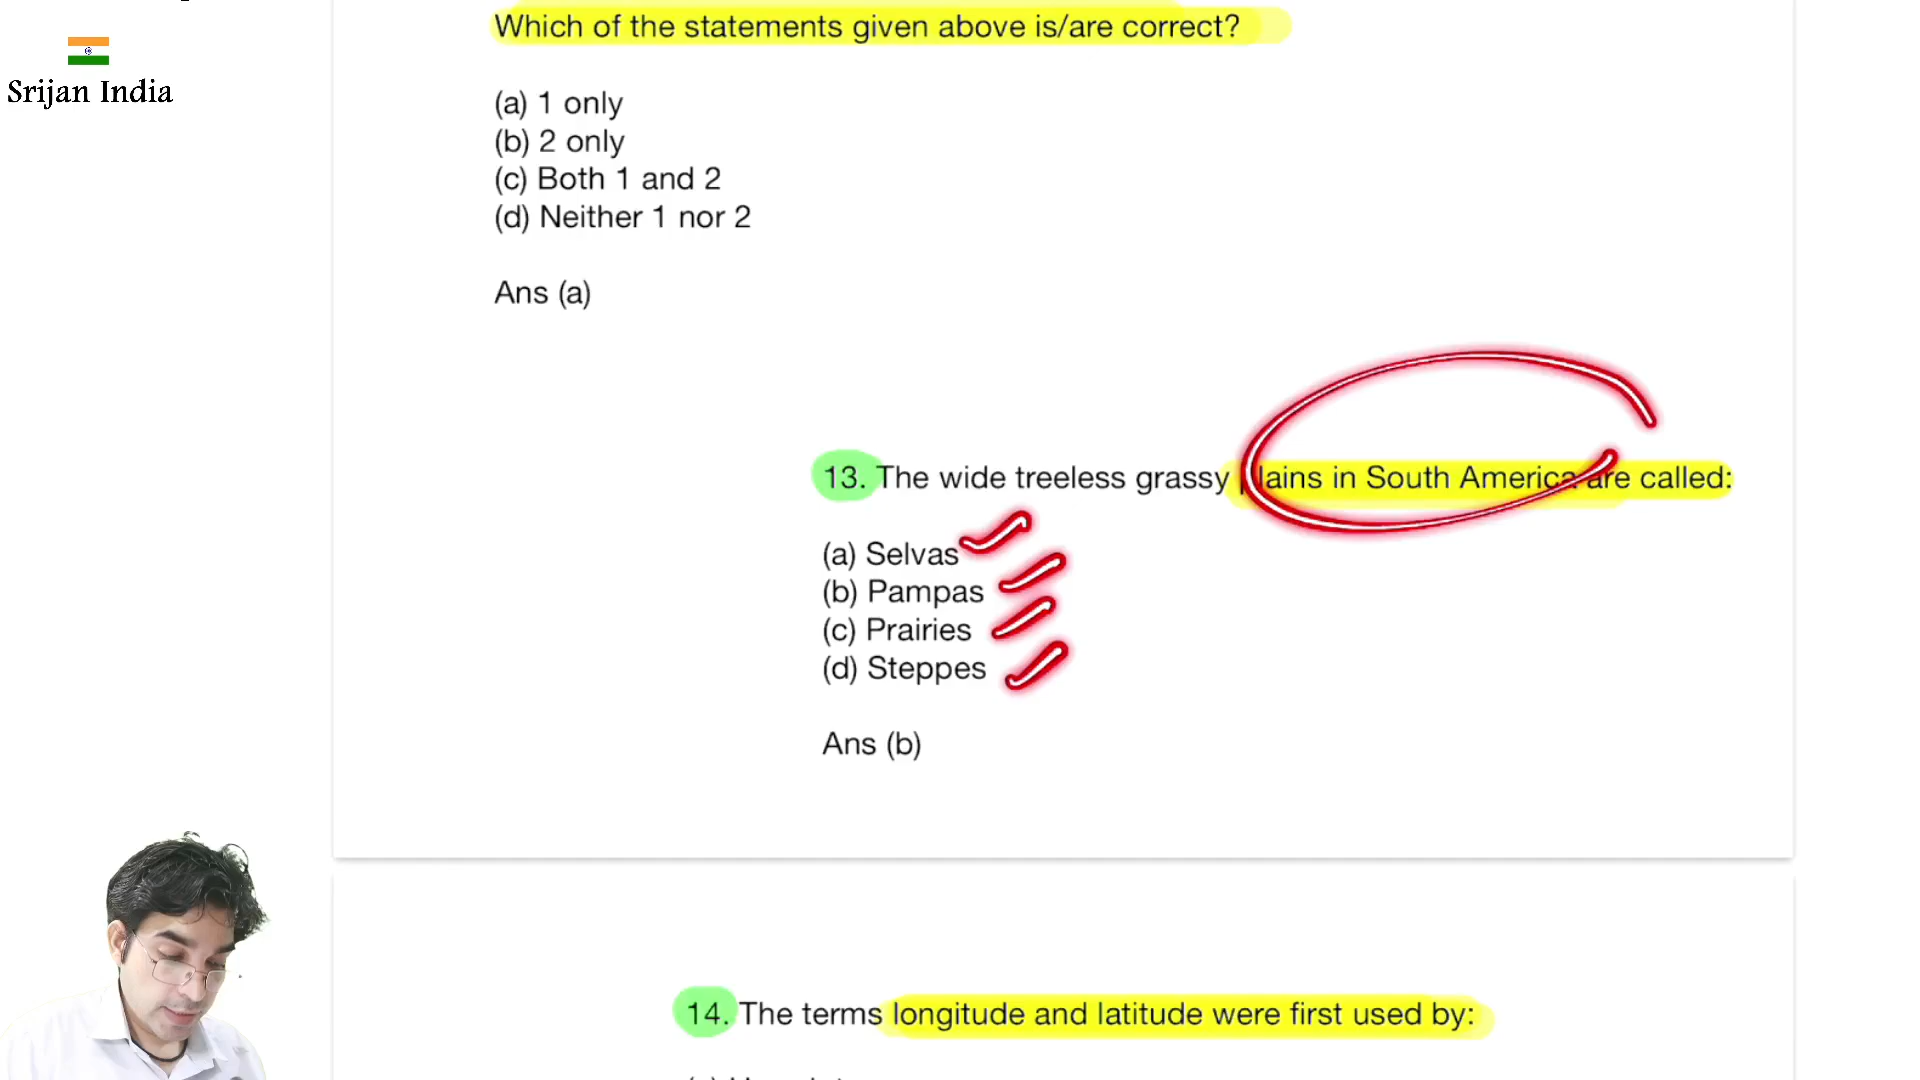 Srijan India
Which of the statements given above is/are correct?
(a) 1 only
(b) 2 only
(c) Both 1 and 2
(d) Neither 1 nor 2
Ans (a)
13. The wide treeless grassy plains in South America are called:
(a) Selvas
(b) Pampas
(c) Prairies
(d) Steppes
Ans (b)
14. The terms longitude and latitude were first used by: